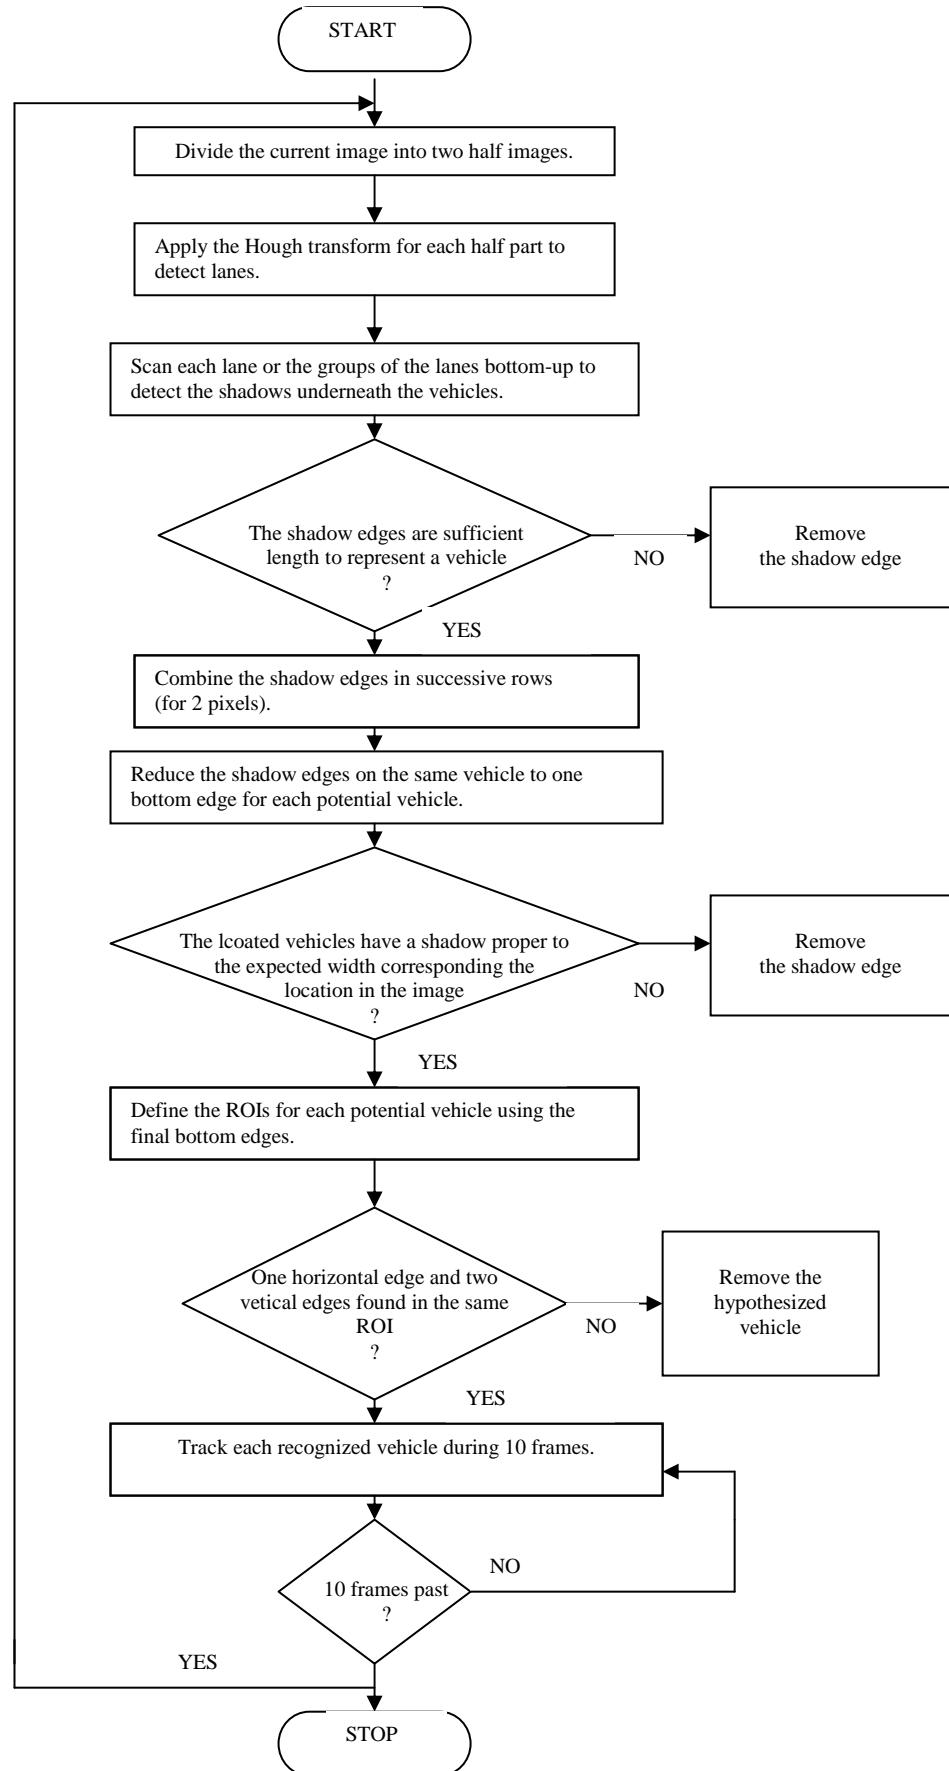 START
Divide the current image into two half images.
Apply the Hough transform for each half part to
detect lanes.
Scan each lane or the groups of the lanes bottom-up to
detect the shadows underneath the vehicles.
The shadow edges are sufficient
length to represent a vehicle
?
NO
Remove
the shadow edge
YES
Combine the shadow edges in successive rows
(for 2 pixels).
Reduce the shadow edges on the same vehicle to one
bottom edge for each potential vehicle.
The lcoated vehicles have a shadow proper to
the expected width corresponding the
location in the image
?
NO
Remove
the shadow edge
YES
Define the ROIs for each potential vehicle using the
final bottom edges.
One horizontal edge and two
vetical edges found in the same
ROI
?
NO
Remove the
hypothesized
vehicle
YES
Track each recognized vehicle during 10 frames.
10 frames past
?
NO
YES
STOP